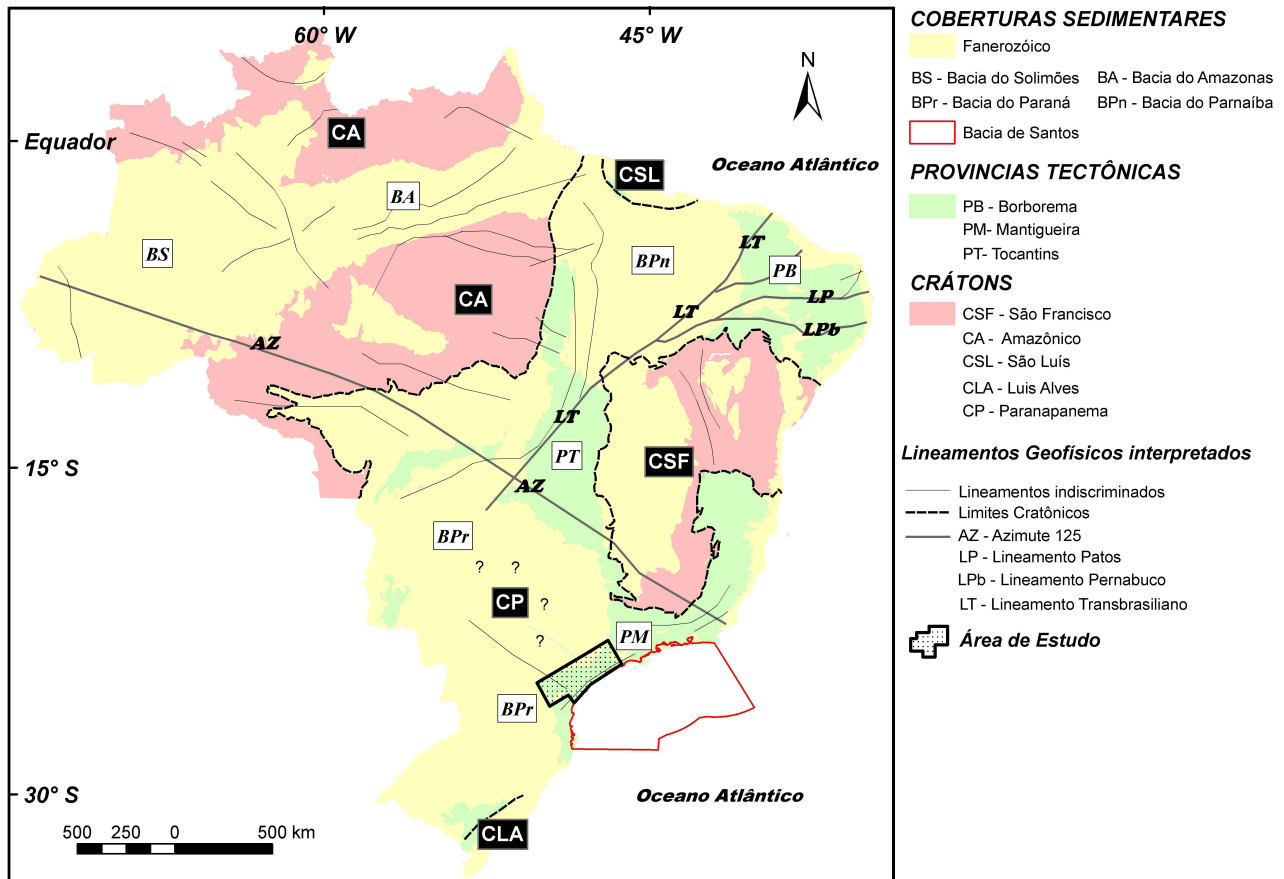 60° W
45° W
N
Equador
Oceano Atlântico
CA
CSL
BA
BS
BPn
LT
PB
CA
LT
LP
LPb
AZ
LT
PT
CSF
15° S
AZ
BPr
? ?
CP
?
?
PM
BPr
30° S
Oceano Atlântico
CLA
500 250 0 500 km
COBERTURAS SEDIMENTARES
Fanerozóico
BS - Bacia do Solimões BA - Bacia do Amazonas
BPr - Bacia do Paraná BPn - Bacia do Parnaíba
Bacia de Santos
PROVINCIAS TECTÔNICAS
PB - Borborema
PM- Mantigueira
PT- Tocantins
CRÁTONS
CSF - São Francisco
CA - Amazônico
CSL - São Luís
CLA - Luis Alves
CP - Paranapanema
Lineamentos Geofísicos interpretados
Lineamentos indiscriminados
Limites Cratônicos
AZ - Azimute 125
LP - Lineamento Patos
LPb - Lineamento Pernabuco
LT - Lineamento Transbrasiliano
Área de Estudo